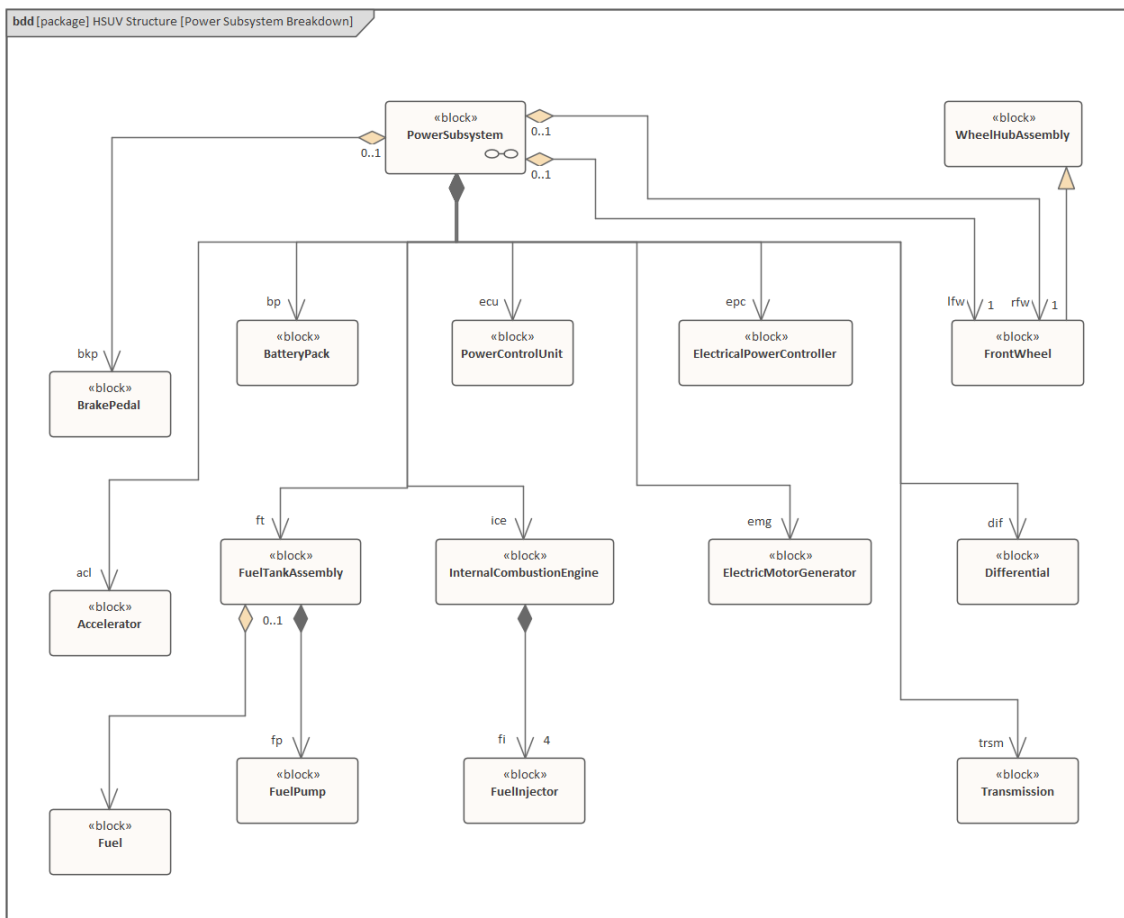 bdd [package] HSUV Structure [Power Subsystem Breakdown]
«block»
PowerSubsystem
0..1
0..1
0..1
«block»
WheelHubAssembly
bkp
bp
ecu
epc
lfw
1
rfw
1
«block»
BrakePedal
«block»
BatteryPack
«block»
PowerControlUnit
«block»
ElectricalPowerController
«block»
FrontWheel
acl
ft
ice
emg
dif
«block»
Accelerator
«block»
FuelTankAssembly
«block»
InternalCombustionEngine
«block»
ElectricMotorGenerator
«block»
Differential
0..1
fp
fi
4
trsm
«block»
Fuel
«block»
FuelPump
«block»
FuelInjector
«block»
Transmission